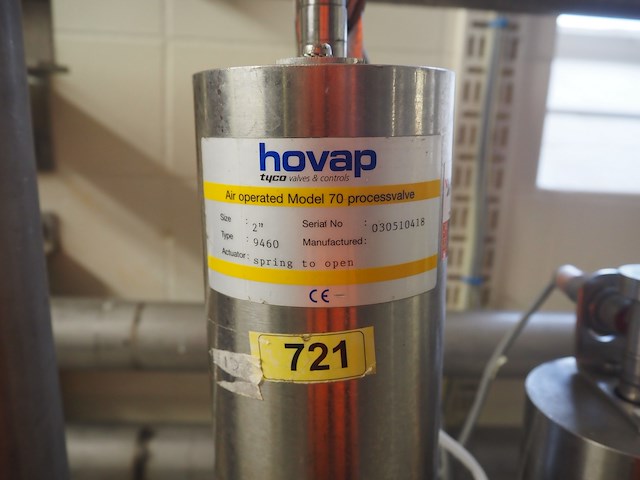 hovap
tyco valves & controls
Air operated Model 70 processvalve
Size : 2" Serial No : 030510418
Type : 9460 Manufactured :
Actuator : spring to open
CE
721